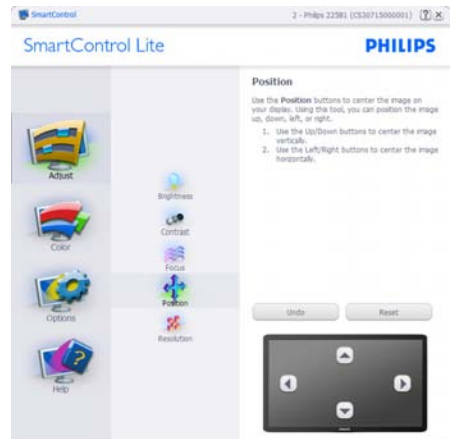 SmartControl
2 - Philips 225B1 (CS30715000001)
SmartControl Lite
PHILIPS
Adjust
Color
Options
Help
Brightness
Contrast
Focus
Position
Resolution
Position
Use the Position buttons to center the image on
your display. Using this tool, you can position the image
up, down, left, or right.
1. Use the Up/Down buttons to center the image
vertically.
2. Use the Left/Right buttons to center the image
horizontally.
Undo
Reset